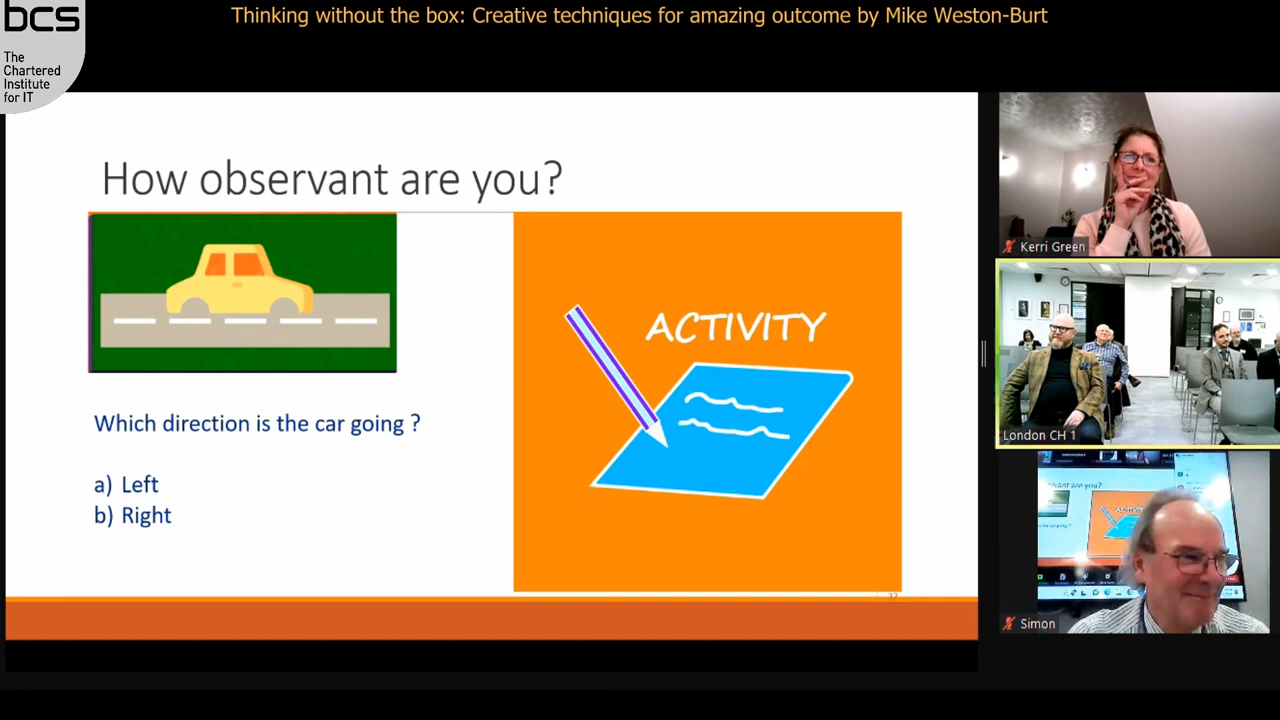 bcs
The
Chartered
Institute
for IT
Thinking without the box: Creative techniques for amazing outcome by Mike Weston-Burt
How observant are you?
Which direction is the car going ?
a) Left
b) Right
ACTIVITY
Kerri Green
London CH 1
Simon